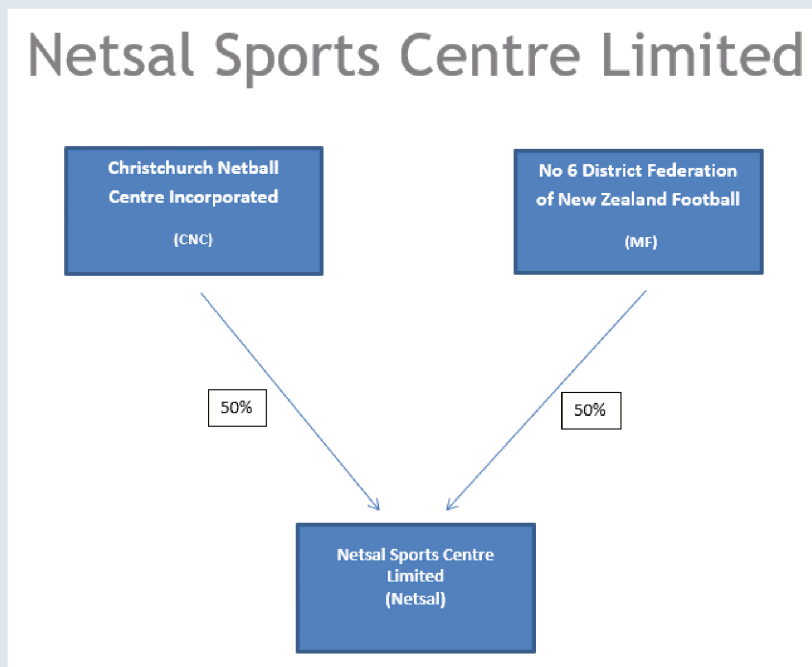 Netsal Sports Centre Limited
Christchurch Netball
Centre Incorporated
(CNC)
No 6 District Federation
of New Zealand Football
(MF)
50%
50%
Netsal Sports Centre
Limited
(Netsal)